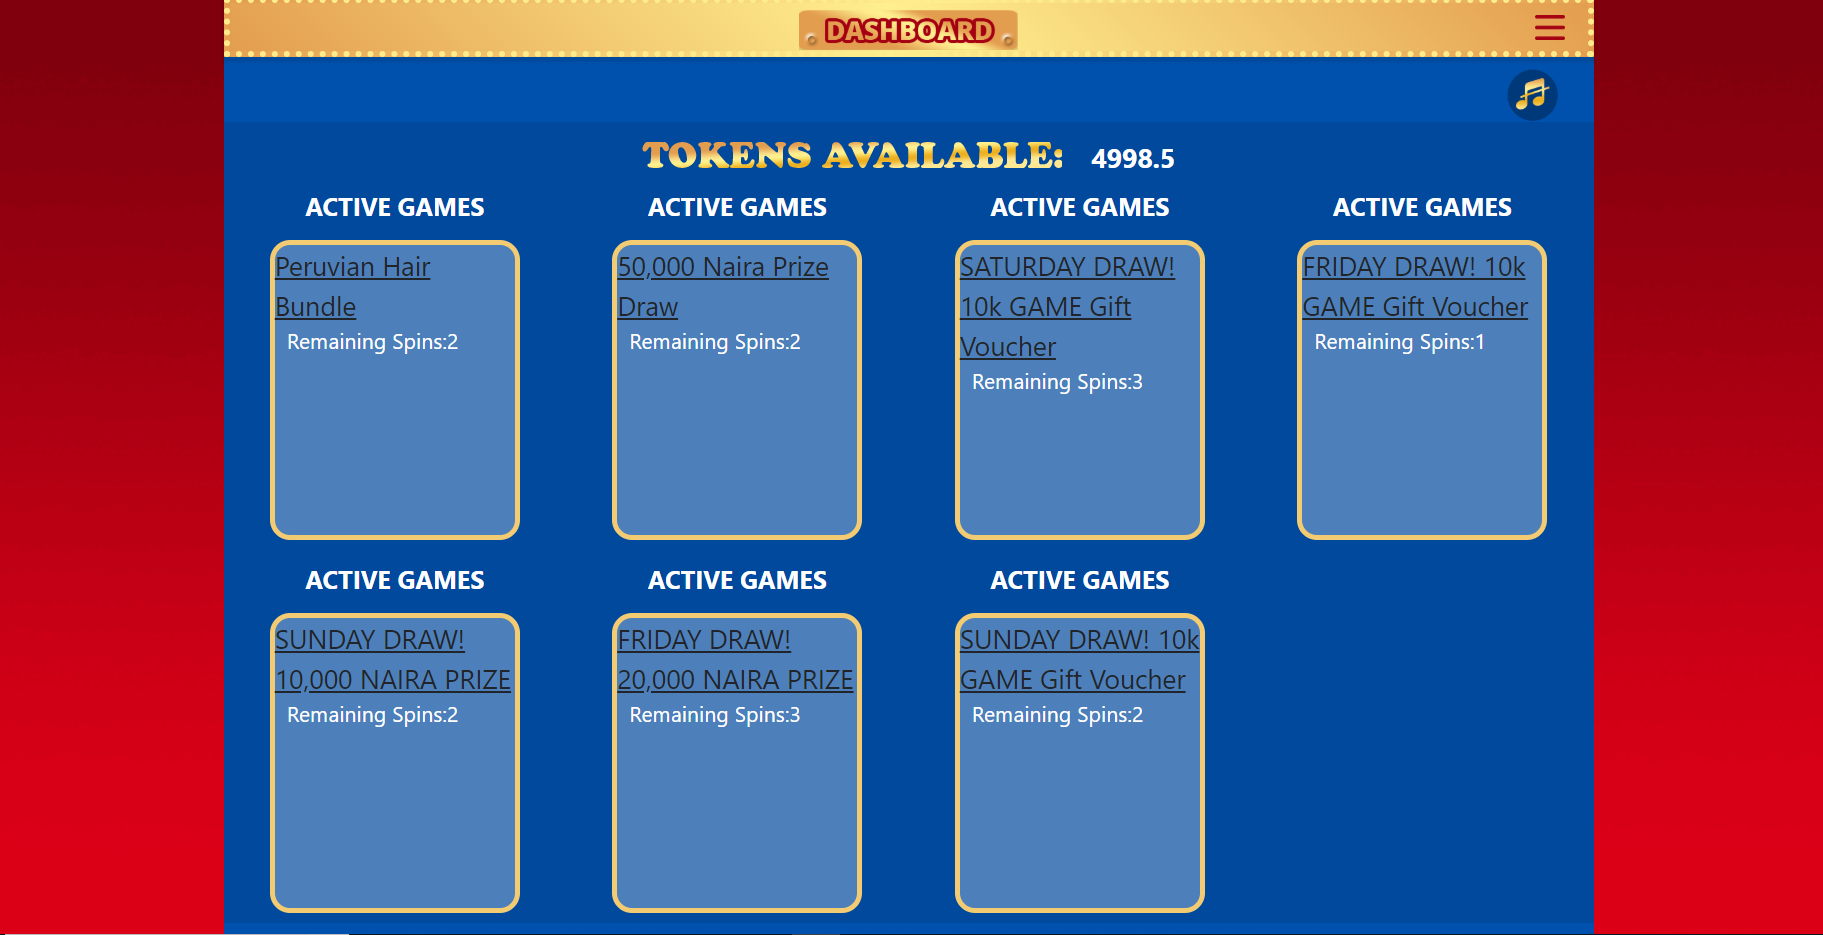 DASHBOARD
TOKENS AVAILABLE: 4998.5
ACTIVE GAMES
Peruvian Hair
Bundle
Remaining Spins:2
ACTIVE GAMES
50,000 Naira Prize
Draw
Remaining Spins:2
ACTIVE GAMES
SATURDAY DRAW!
10k GAME Gift
Voucher
Remaining Spins:3
ACTIVE GAMES
FRIDAY DRAW! 10k
GAME Gift Voucher
Remaining Spins:1
ACTIVE GAMES
SUNDAY DRAW!
10,000 NAIRA PRIZE
Remaining Spins:2
ACTIVE GAMES
FRIDAY DRAW!
20,000 NAIRA PRIZE
Remaining Spins:3
ACTIVE GAMES
SUNDAY DRAW! 10k
GAME Gift Voucher
Remaining Spins:2